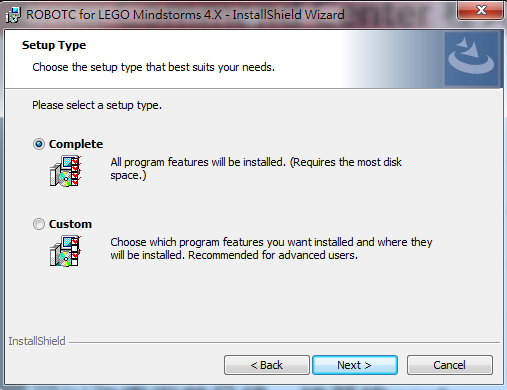 ROBOTC for LEGO Mindstorms 4.X - InstallShield Wizard
Setup Type
Choose the setup type that best suits your needs.
Please select a setup type.
Complete
All program features will be installed. (Requires the most disk
space.)
Custom
Choose which program features you want installed and where they
will be installed. Recommended for advanced users.
InstallShield
< Back
Next >
Cancel